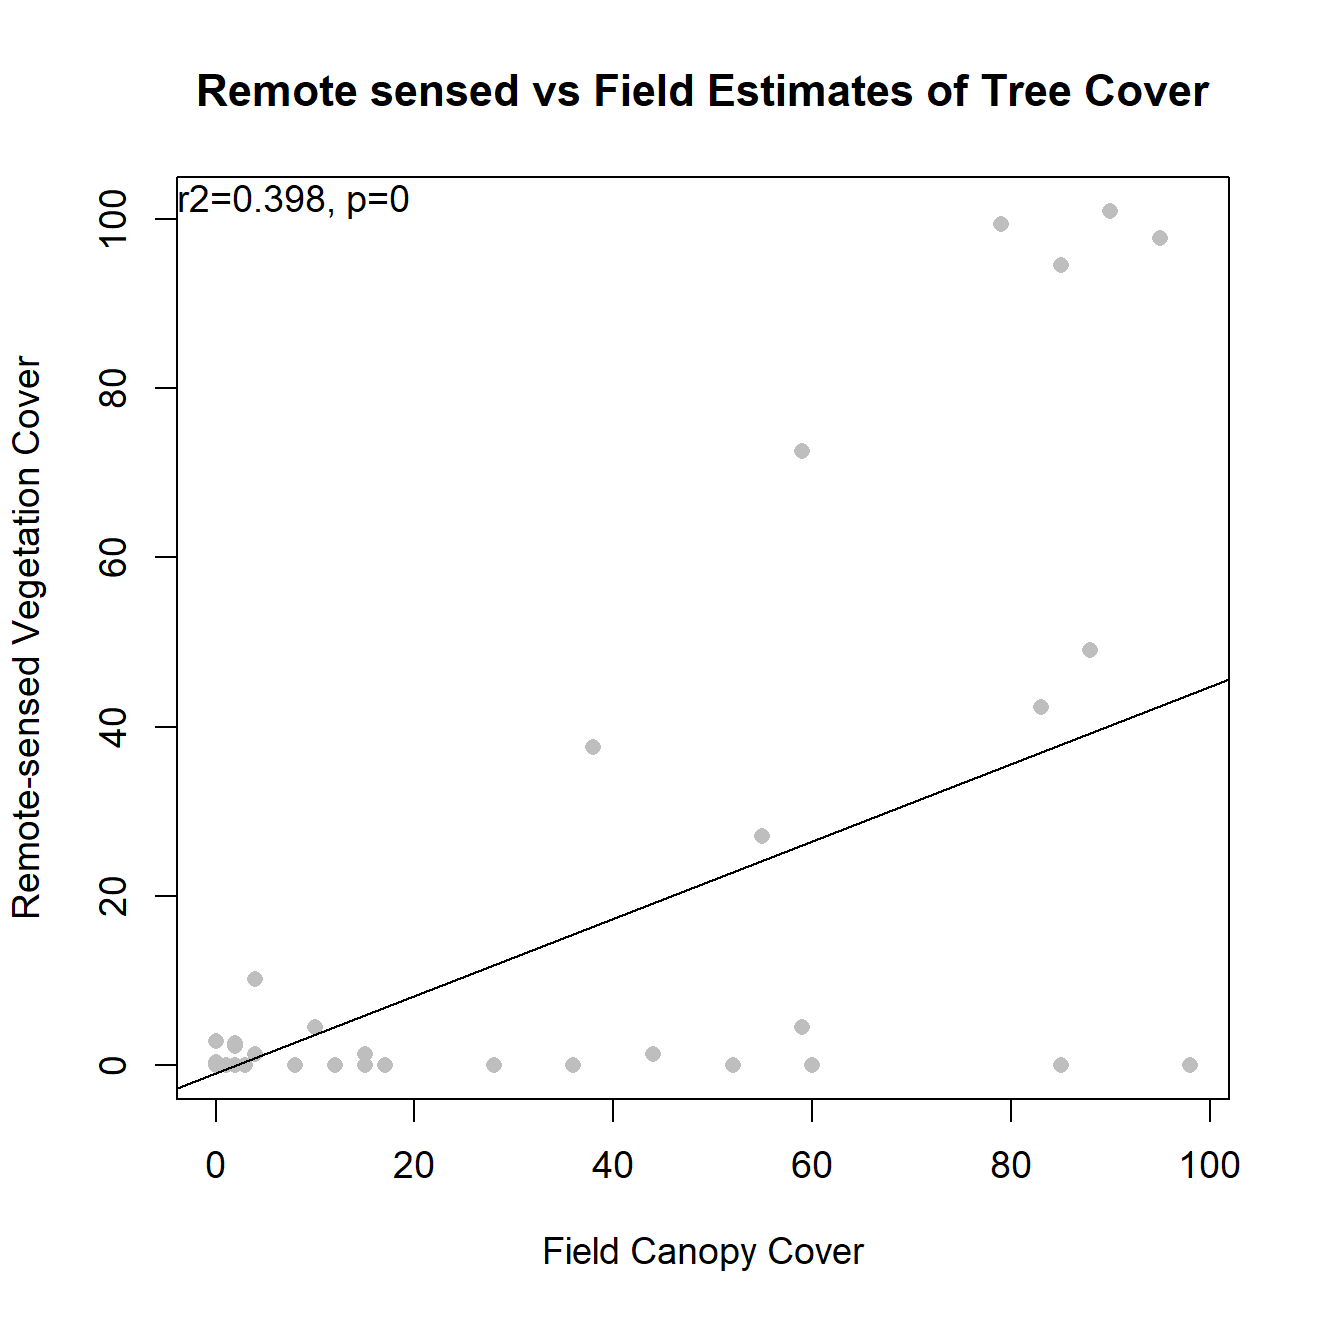 Remote sensed vs Field Estimates of Tree Cover
r2=0.398, p=0
Remote-sensed Vegetation Cover
100
80
60
40
20
0
0 20 40 60 80 100
Field Canopy Cover